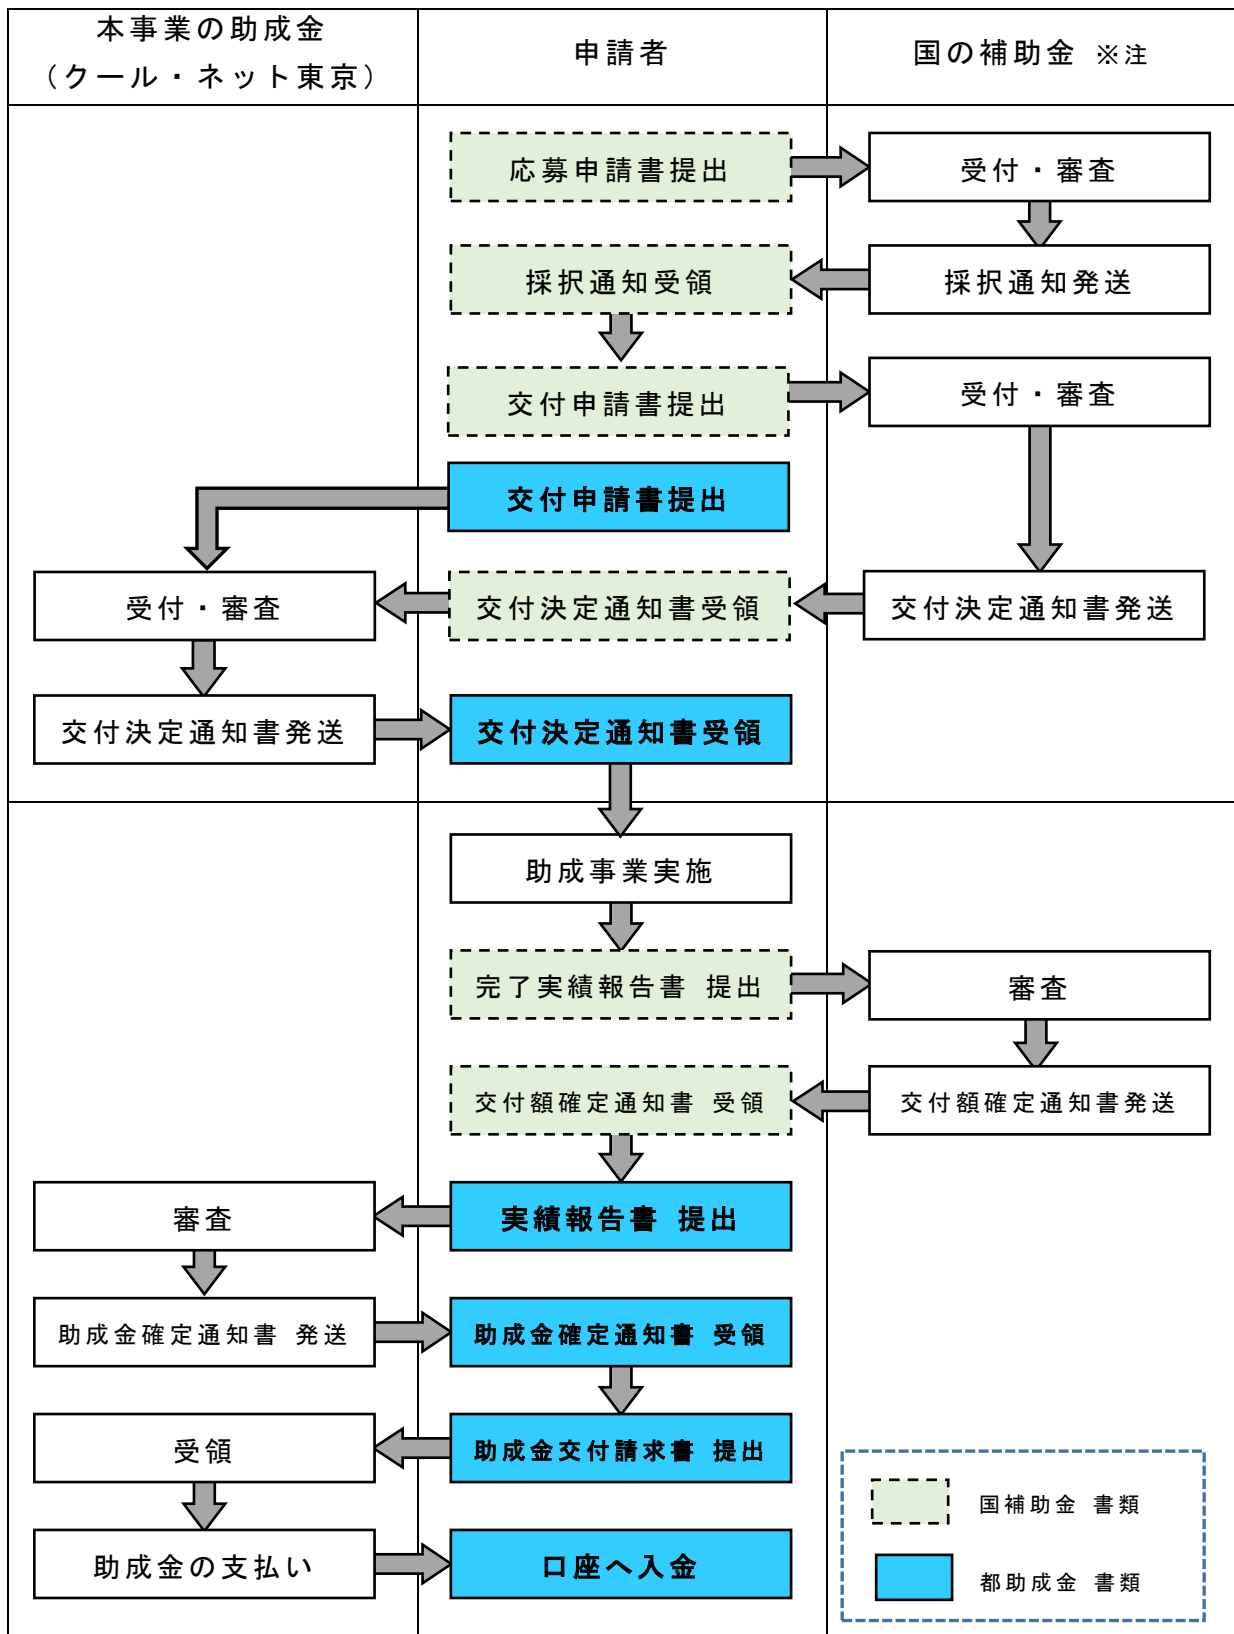 本事業の助成金
（クール・ネット東京）
申請者
国の補助金 ※注
応募申請書提出
受付・審査
採択通知受領
採択通知発送
交付申請書提出
受付・審査
交付申請書提出
受付・審査
交付決定通知書受領
交付決定通知書発送
交付決定通知書発送
交付決定通知書受領
助成事業実施
完了実績報告書 提出
審査
交付額確定通知書 受領
交付額確定通知書発送
審査
実績報告書 提出
助成金確定通知書 発送
助成金確定通知書 受領
受領
助成金交付請求書 提出
国補助金 書類
助成金の支払い
口座へ入金
都助成金 書類